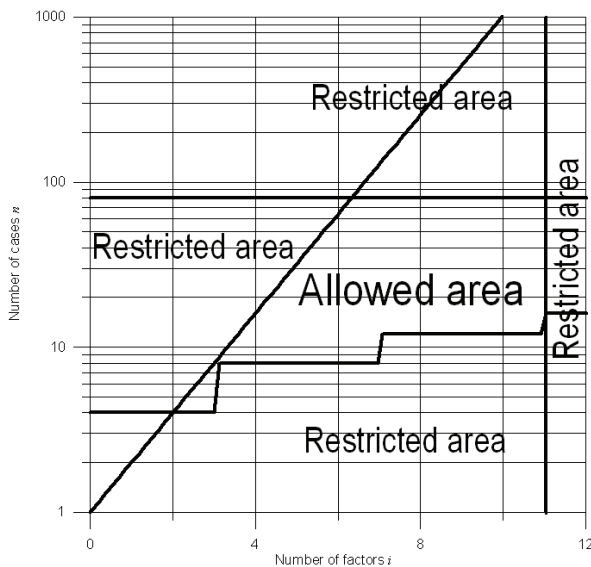 1000
Restricted area
100
Restricted area
Restricted area
Allowed area
Number of cases n
10
Restricted area
1
0
4
8
12
Number of factors i